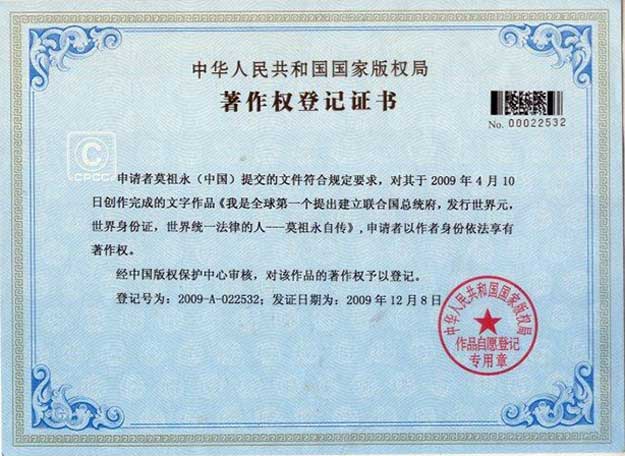 中华人民共和国国家版权局
著作权登记证书
No. 00022532
C
CPCC
申请者莫祖永（中国）提交的文件符合规定要求，对其于 2009 年 4 月 10
日创作完成的文字作品《我是全球第一个提出建立联合国总统府，发行世界元，
世界身份证，世界统一法律的人---莫祖永自传》,申请者以作者身份依法享有
著作权。
经中国版权保护中心审核，对该作品的著作权予以登记。
登记号为：2009-A-022532；发证日期为：2009 年 12 月 8 日
中华人民共和国国家版权局
作品自愿登记
专用章